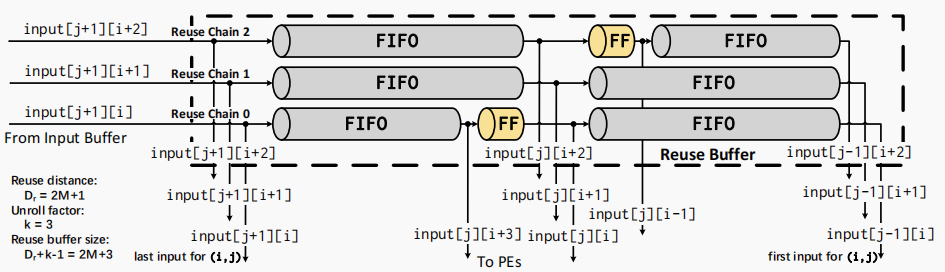 input[j+1][i+2]
Reuse Chain 2
FIFO
FF
FIFO
input[j+1][i+1]
Reuse Chain 1
FIFO
FIFO
input[j+1][i]
Reuse Chain 0
FIFO
FF
FIFO
From Input Buffer
input[j+1][i+2]
input[j][i+2]
Reuse Buffer
input[j-1][i+2]
Reuse distance:
Dr = 2M+1
Unroll factor:
k = 3
Reuse buffer size:
Dr+k-1 = 2M+3
input[j+1][i+1]
input[j][i+1]
input[j-1][i+1]
input[j][i-1]
input[j+1][i]
input[j][i+3]
input[j][i]
input[j-1][i]
last input for (i,j)
To PEs
first input for (i,j)